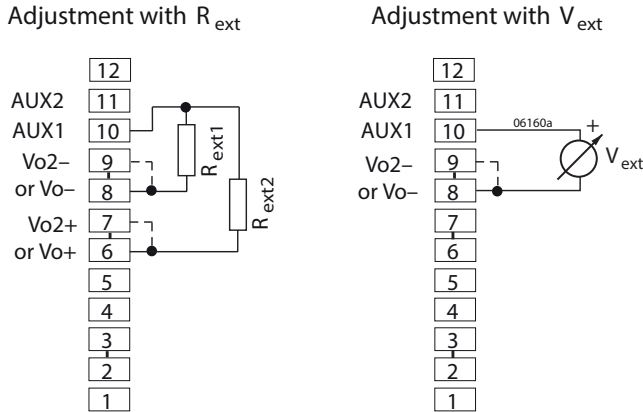 Adjustment with R ext
12
AUX2 11
AUX1 10
Vo2– 9
or Vo– 8
Vo2+ 7
or Vo+ 6
5
4
3
2
1
R ext1
R ext2
Adjustment with V ext
12
AUX2 11
AUX1 10 06160a +
Vo2– 9
or Vo– 8
V ext
7
6
5
4
3
2
1